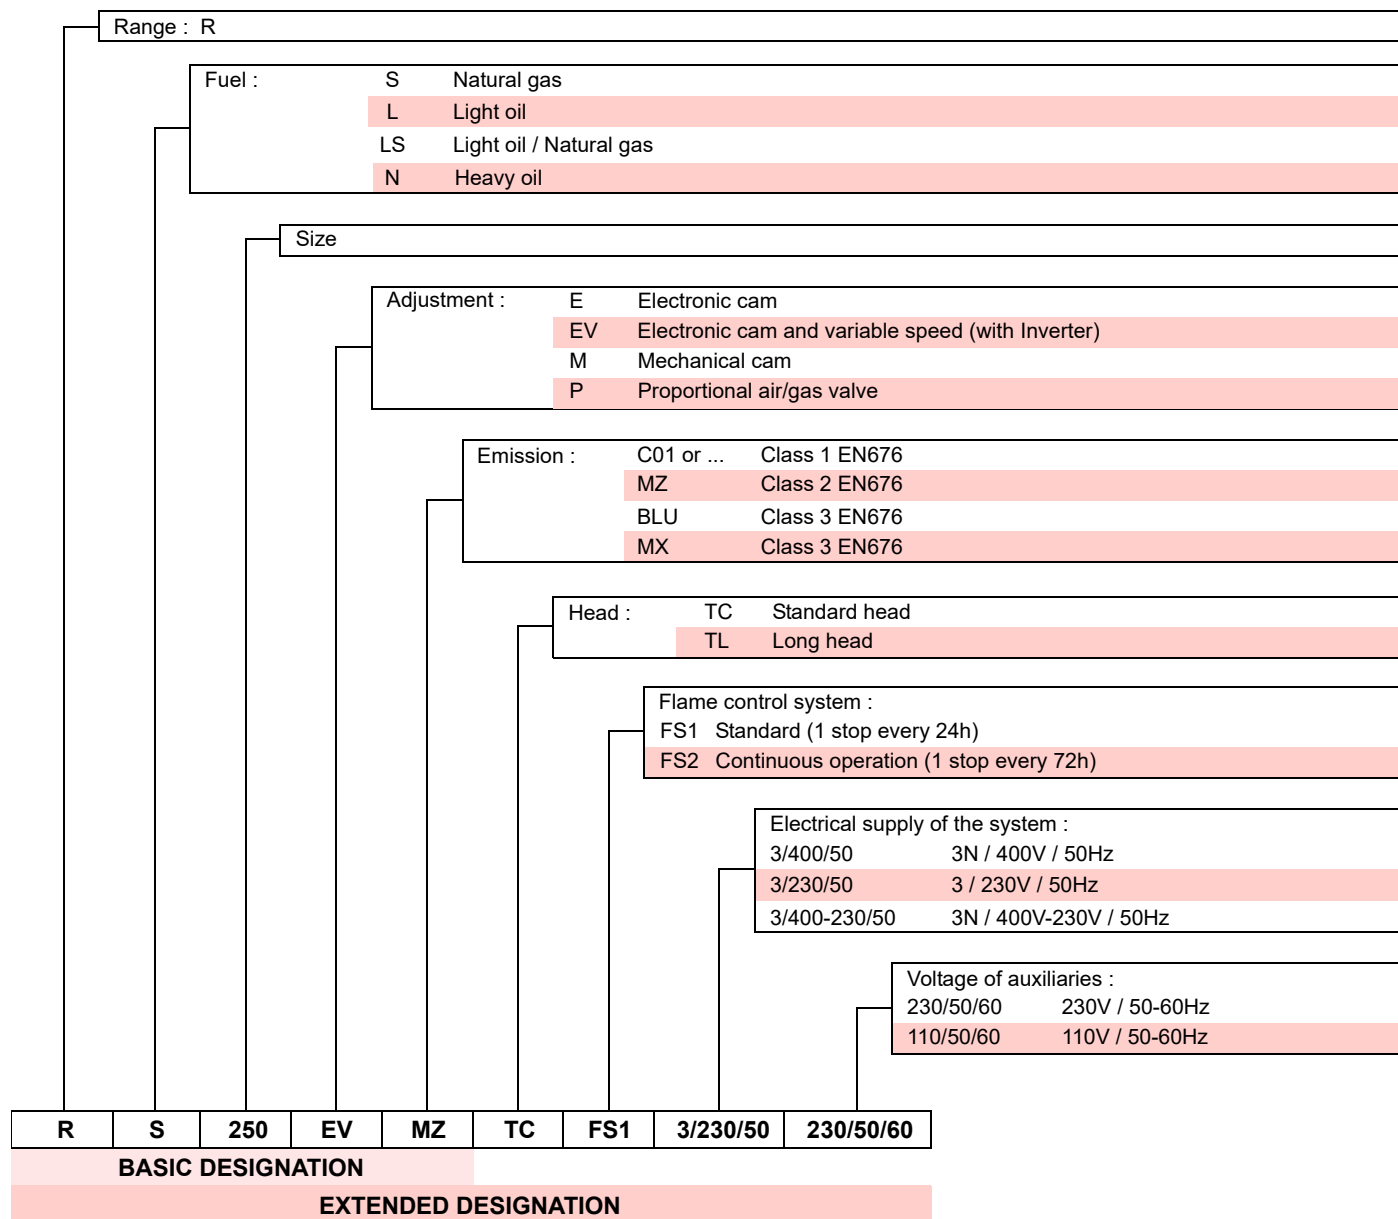 Range : R
Fuel : S Natural gas
L Light oil
LS Light oil / Natural gas
N Heavy oil
Size
Adjustment : E Electronic cam
EV Electronic cam and variable speed (with Inverter)
M Mechanical cam
P Proportional air/gas valve
Emission : C01 or ... Class 1 EN676
MZ Class 2 EN676
BLU Class 3 EN676
MX Class 3 EN676
Head : TC Standard head
TL Long head
Flame control system :
FS1 Standard (1 stop every 24h)
FS2 Continuous operation (1 stop every 72h)
Electrical supply of the system :
3/400/50 3N / 400V / 50Hz
3/230/50 3 / 230V / 50Hz
3/400-230/50 3N / 400V-230V / 50Hz
Voltage of auxiliaries :
230/50/60 230V / 50-60Hz
110/50/60 110V / 50-60Hz
R S 250 EV MZ TC FS1 3/230/50 230/50/60
BASIC DESIGNATION
EXTENDED DESIGNATION